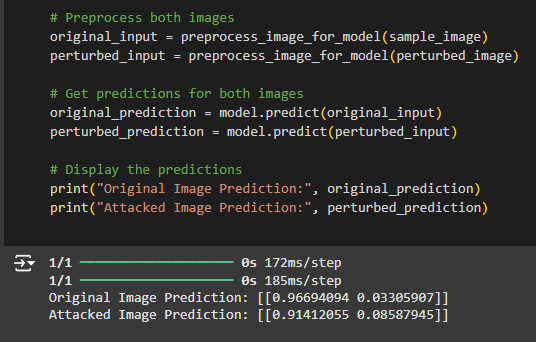 # Preprocess both images
original_input = preprocess_image_for_model(sample_image)
perturbed_input = preprocess_image_for_model(perturbed_image)
# Get predictions for both images
original_prediction = model.predict(original_input)
perturbed_prediction = model.predict(perturbed_input)
# Display the predictions
print("Original Image Prediction:", original_prediction)
print("Attacked Image Prediction:", perturbed_prediction)
1/1 ━━━━━━━━━━━━━━━━━━━━ 0s 172ms/step
1/1 ━━━━━━━━━━━━━━━━━━━━ 0s 185ms/step
Original Image Prediction: [[0.96694094 0.03305907]]
Attacked Image Prediction: [[0.91412055 0.08587945]]